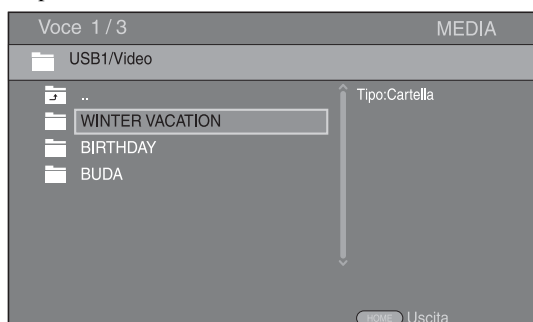 Voce 1 / 3 MEDIA
USB1/Video
.. Tipo:Cartella
WINTER VACATION
BIRTHDAY
BUDA
HOME Uscita